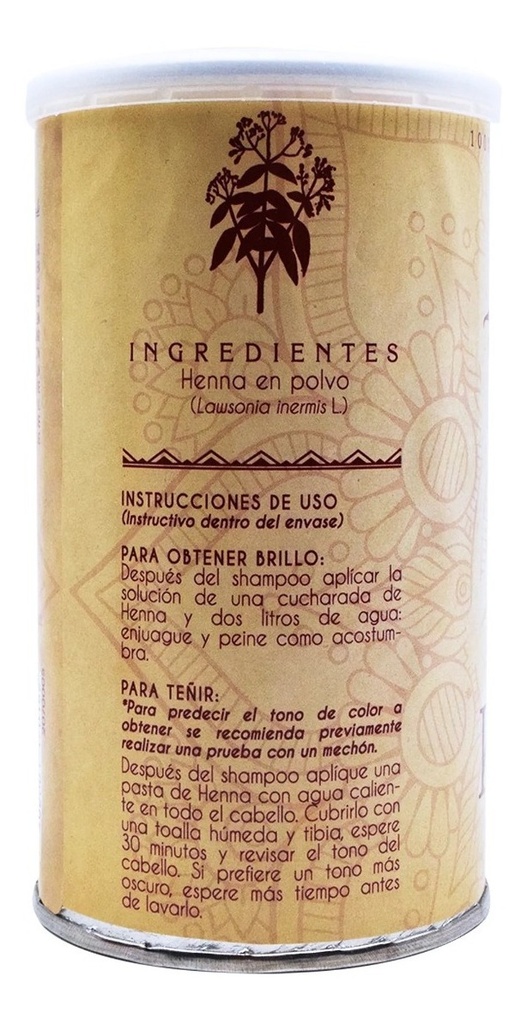 INGREDIENTES
Henna en polvo
(Lawsonia inermis L.)
INSTRUCCIONES DE USO
(Instructivo dentro del envase)
PARA OBTENER BRILLO:
Después del shampoo aplícar la
solución de una cucharada de
Henna y dos litros de agua:
enjuague y peine como acostum-
bra.
PARA TEÑIR:
*Para predecir el tono de color a
obtener se recomienda previamente
realizar una prueba con un mechón.
Después del shampoo aplíque una
pasta de Henna con agua calien-
te en todo el cabello. Cubrirlo con
una toalla húmeda y tibia, espere
30 minutos y revisar el tono del
cabello. Si prefiere un tono más
oscuro, espere más tiempo antes
de lavarlo.